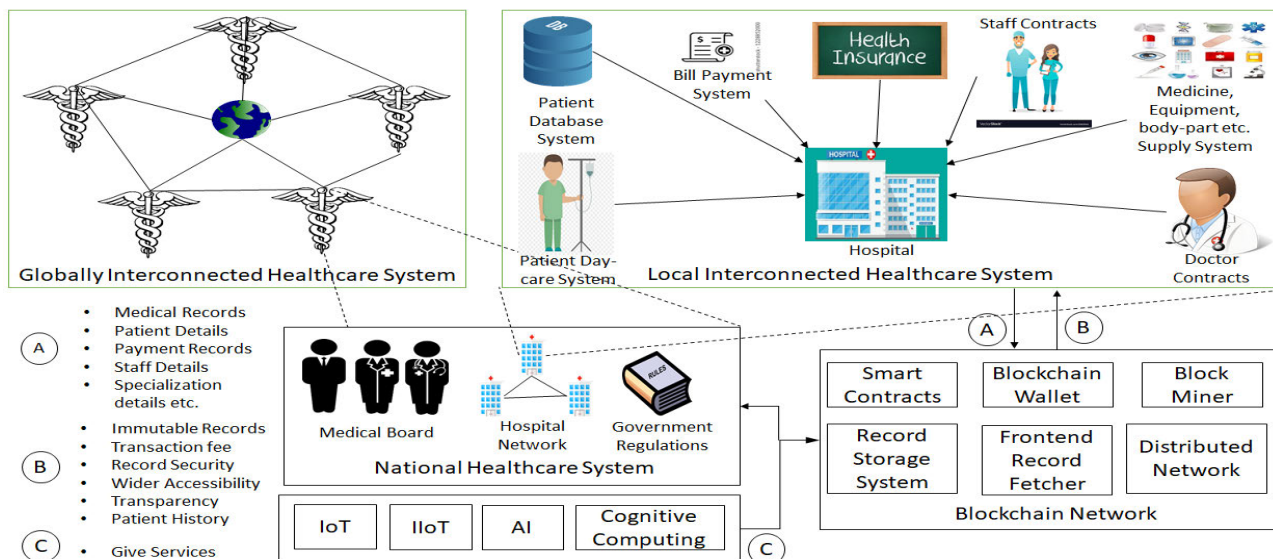 DB
Patient
Database
System
Bill Payment
System
Health
Insurance
Staff Contracts
Medicine,
Equipment,
body-part etc.
Supply System
HOSPITAL
Hospital
Patient Day-
care System
Doctor
Contracts
Globally Interconnected Healthcare System
Local Interconnected Healthcare System
A
• Medical Records
• Patient Details
• Payment Records
• Staff Details
• Specialization
details etc.
B
• Immutable Records
• Transaction fee
• Record Security
• Wider Accessibility
• Transparency
• Patient History
C
• Give Services
Medical Board
Hospital
Network
RULES
Government
Regulations
National Healthcare System
IoT
IIoT
AI
Cognitive
Computing
C
A
B
Smart
Contracts
Blockchain
Wallet
Block
Miner
Record
Storage
System
Frontend
Record
Fetcher
Distributed
Network
Blockchain Network